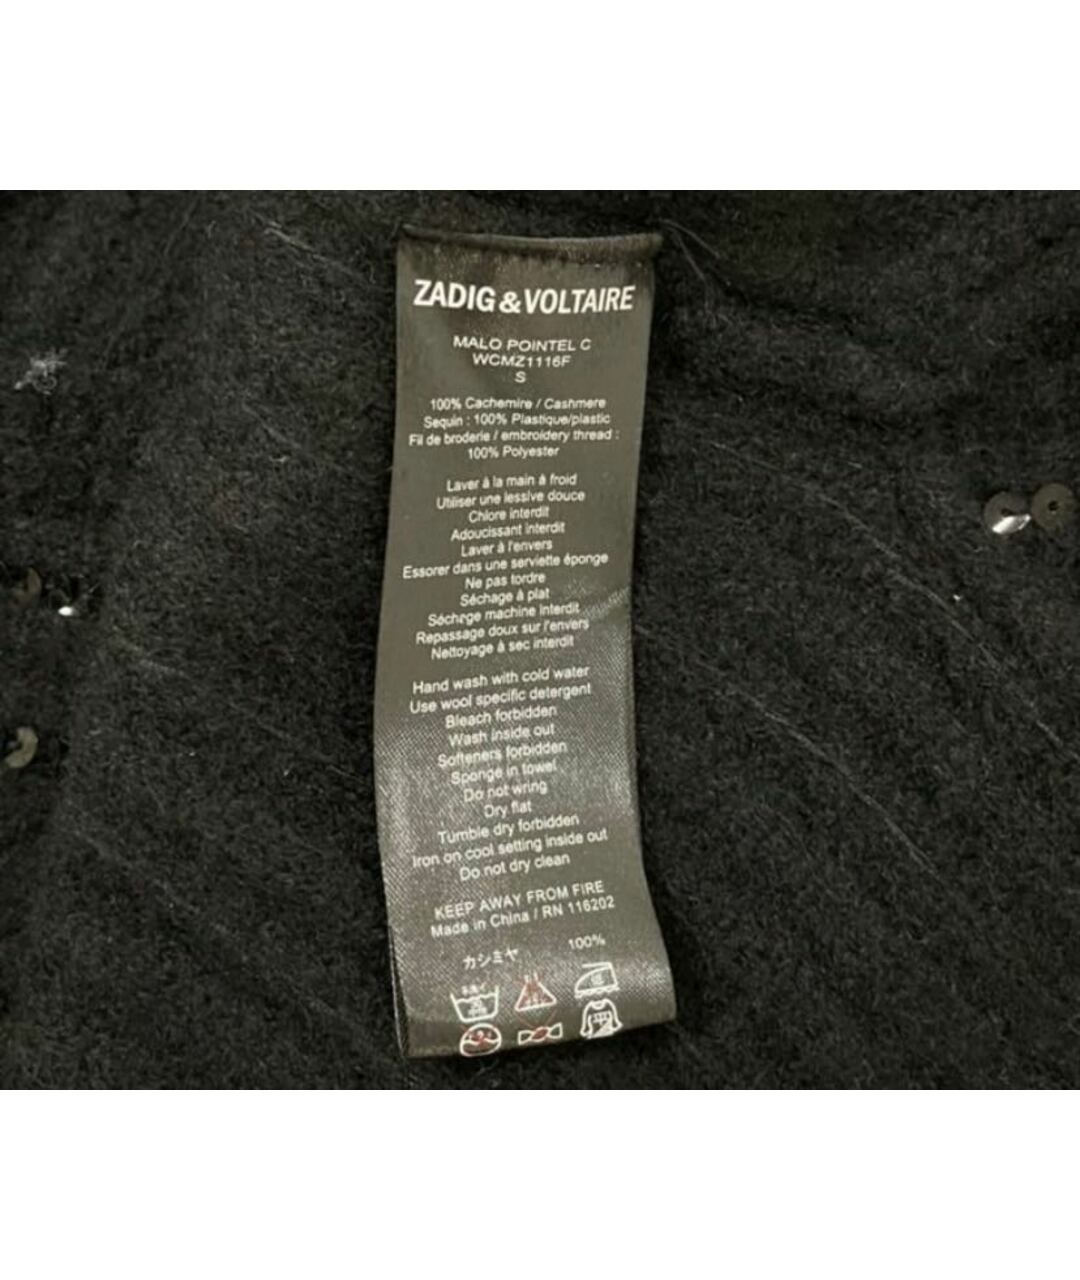 ZADIG & VOLTAIRE
MALO POINTEL C
WCMZ1116F
S
100% Cachemire / Cashmere
Sequin : 100% Plastique/plastic
Fil de broderie / embroidery thread :
100% Polyester
Laver à la main à froid
Utiliser une lessive douce
Chlore interdit
Adoucissant interdit
Laver à l'envers
Essorer dans une serviette éponge
Ne pas tordre
Séchage à plat
Séchage machine interdit
Repassage doux sur l'envers
Nettoyage à sec interdit
Hand wash with cold water
Use wool specific detergent
Bleach forbidden
Wash inside out
Softeners forbidden
Sponge in towel
Do not wring
Dry flat
Tumble dry forbidden
Iron on cool setting inside out
Do not dry clean
KEEP AWAY FROM FIRE
Made in China / RN 116202
カシミヤ 100%